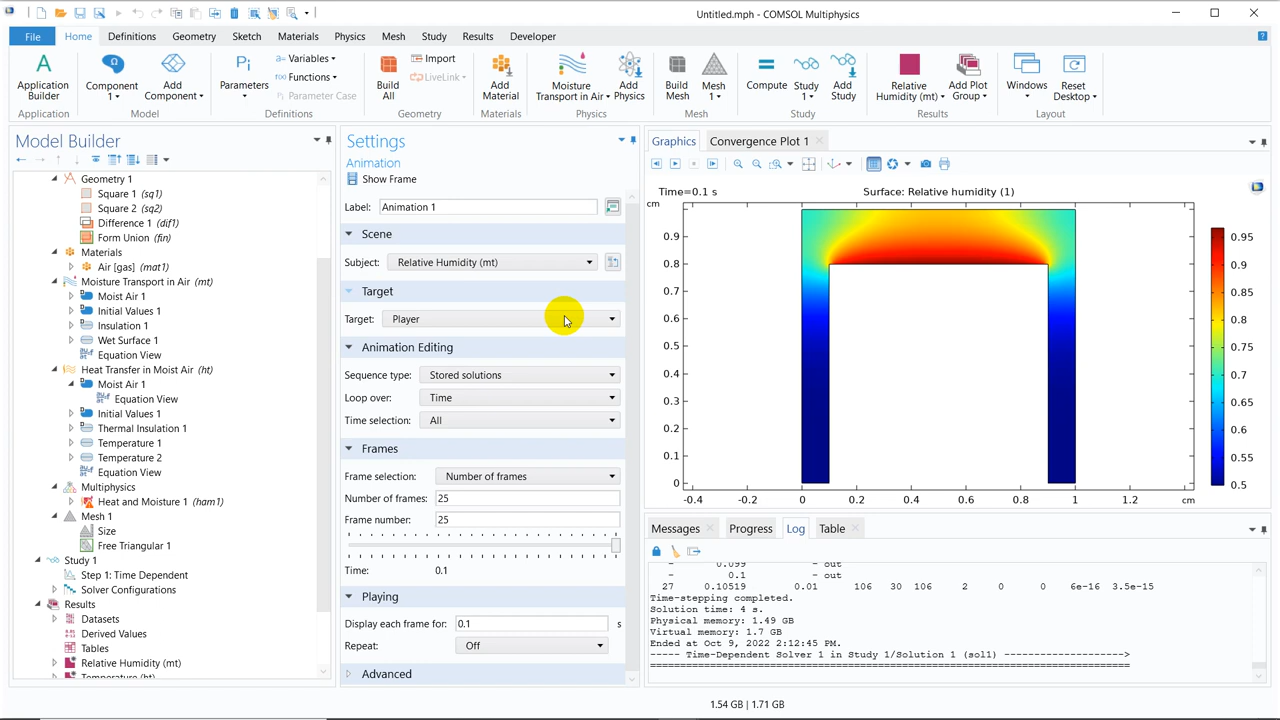 Untitled.mph - COMSOL Multiphysics
File Home Definitions Geometry Sketch Materials Physics Mesh Study Results Developer
Application Builder
Component 1
Add Component
Parameters
Variables
Functions
Parameter Case
Build All
Import
LiveLink
Add Material
Moisture Transport in Air
Add Physics
Build Mesh
Mesh 1
Compute
Study 1
Add Study
Relative Humidity (mt)
Add Plot Group
Windows
Reset Desktop
Application Model Definitions Geometry Materials Physics Mesh Study Results Layout
Model Builder
Geometry 1
Square 1 (sq1)
Square 2 (sq2)
Difference 1 (dif1)
Form Union (fin)
Materials
Air [gas] (mat1)
Moisture Transport in Air (mt)
Moist Air 1
Initial Values 1
Insulation 1
Wet Surface 1
Equation View
Heat Transfer in Moist Air (ht)
Moist Air 1
Equation View
Initial Values 1
Thermal Insulation 1
Temperature 1
Temperature 2
Equation View
Multiphysics
Heat and Moisture 1 (ham1)
Mesh 1
Size
Free Triangular 1
Study 1
Step 1: Time Dependent
Solver Configurations
Results
Datasets
Derived Values
Tables
Relative Humidity (mt)
Temperature (ht)
Settings
Animation
Show Frame
Label: Animation 1
Scene
Subject: Relative Humidity (mt)
Target
Target: Player
Animation Editing
Sequence type: Stored solutions
Loop over: Time
Time selection: All
Frames
Frame selection: Number of frames
Number of frames: 25
Frame number: 25
Time: 0.1
Playing
Display each frame for: 0.1 s
Repeat: Off
Advanced
Graphics Convergence Plot 1
Time=0.1 s Surface: Relative humidity (1)
cm
0.9
0.8
0.7
0.6
0.5
0.4
0.3
0.2
0.1
0
-0.4 -0.2 0 0.2 0.4 0.6 0.8 1 1.2 cm
0.95
0.9
0.85
0.8
0.75
0.7
0.65
0.6
0.55
0.5
Messages Progress Log Table
- 0.099 - out
- 0.1 - out
27 0.10519 0.01 106 30 106 2 0 0 6e-16 3.5e-15
Time-stepping completed.
Solution time: 4 s.
Physical memory: 1.49 GB
Virtual memory: 1.7 GB
Ended at Oct 9, 2022 2:12:45 PM.
----- Time-Dependent Solver 1 in Study 1/Solution 1 (sol1) ---------------------->
1.54 GB | 1.71 GB